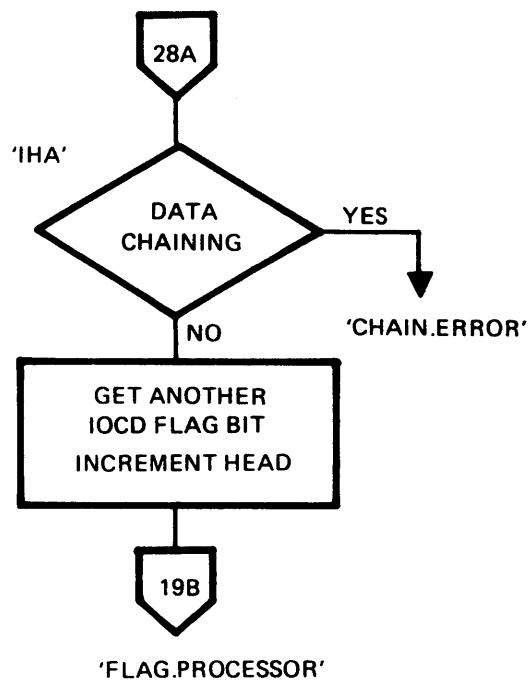 28A
'IHA'
DATA
CHAINING
YES
'CHAIN.ERROR'
NO
GET ANOTHER
IOCD FLAG BIT
INCREMENT HEAD
19B
'FLAG.PROCESSOR'